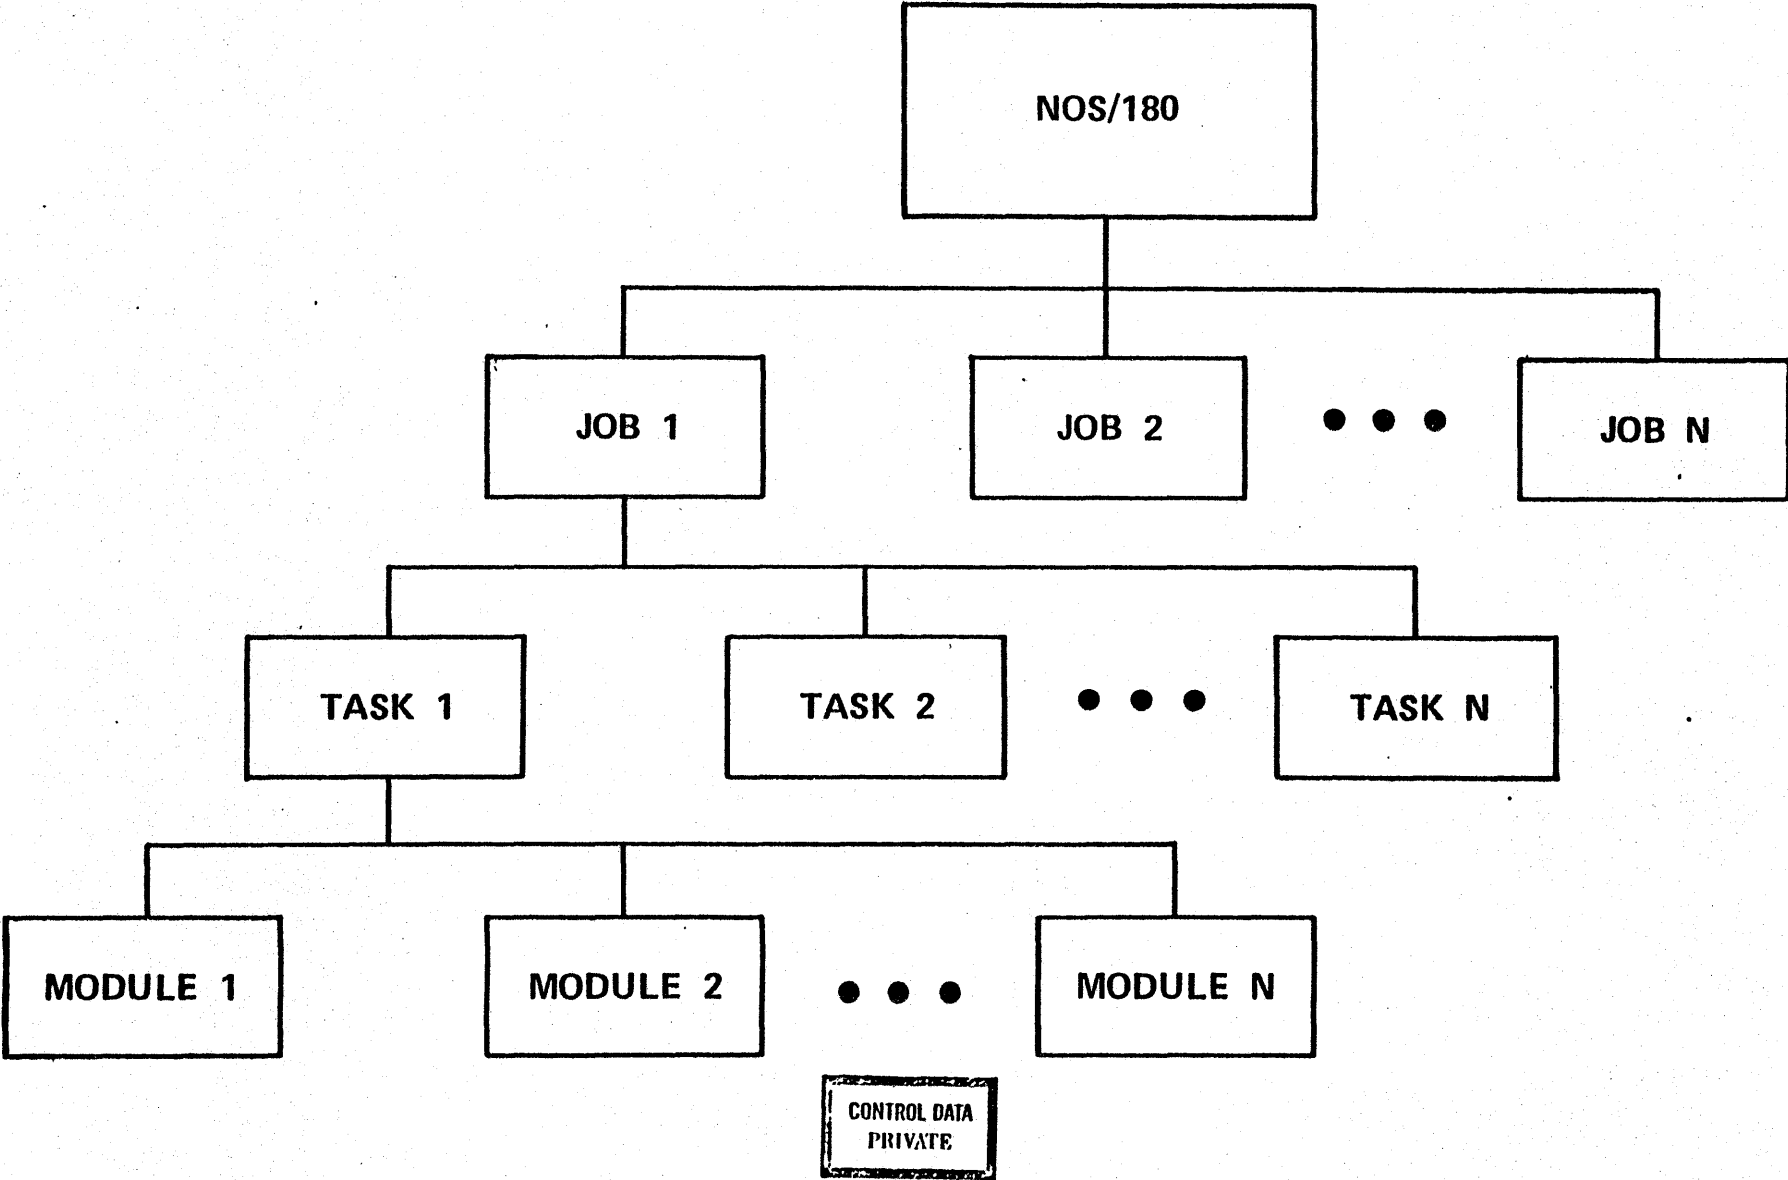 NOS/180
JOB 1
JOB 2
JOB N
TASK 1
TASK 2
TASK N
MODULE 1
MODULE 2
MODULE N
CONTROL DATA
PRIVATE